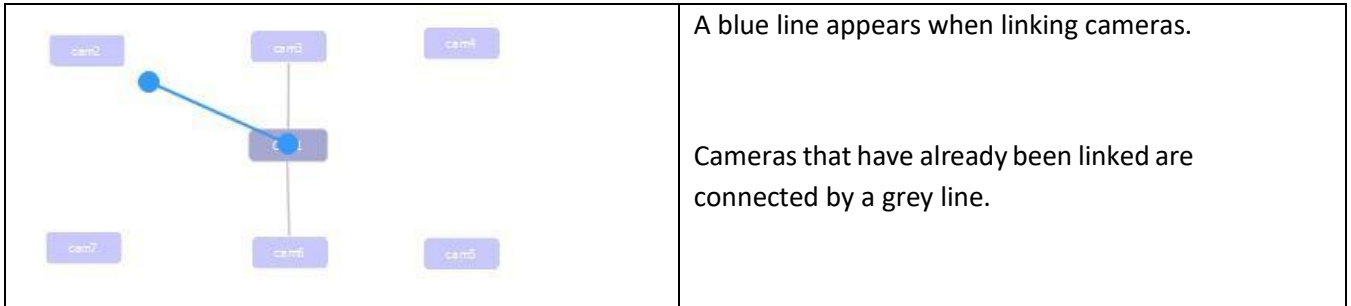 A blue line appears when linking cameras.
cam2
cam3
cam4
Cameras that have already been linked are
connected by a grey line.
cam7
cam6
cam5